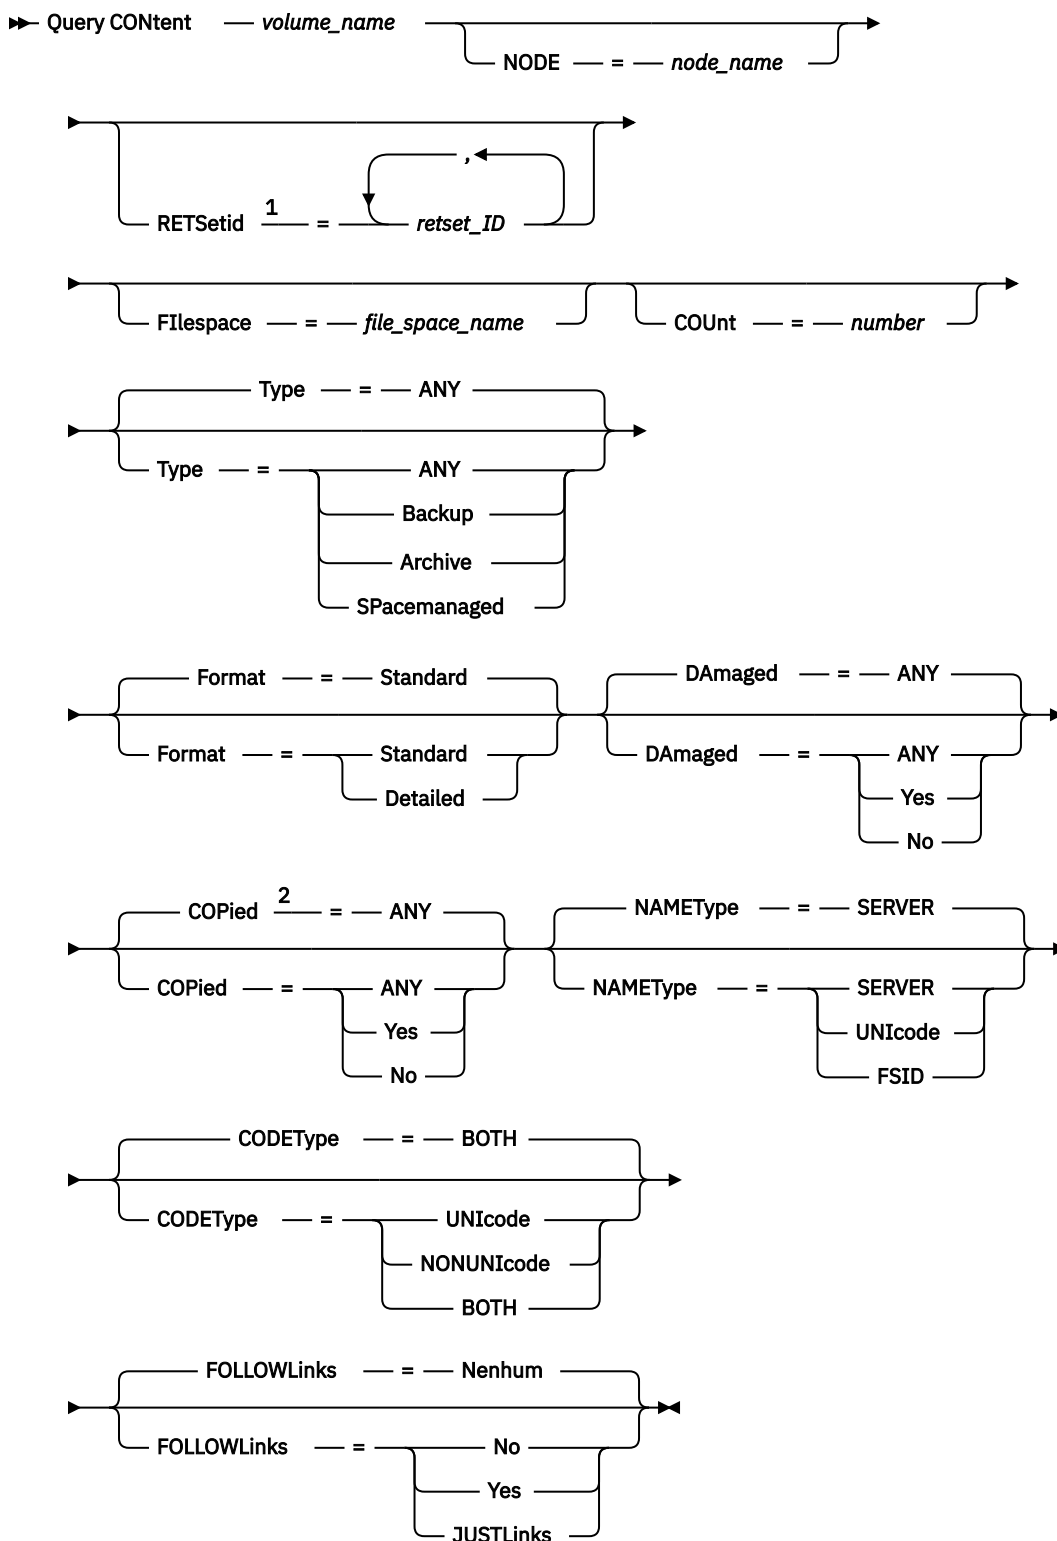 Query CONtent volume_name
NODE = node_name
,
RETSetid 1 = retset_ID
FIlespace = file_space_name COUnt = number
Type = ANY
Type = ANY
Backup
Archive
SPacemanaged
Format = Standard DAmaged = ANY
Format = Standard DAmaged = ANY
Detailed Yes
No
COPied 2 = ANY NAMEType = SERVER
COPied = ANY NAMEType = SERVER
Yes UNIcode
No FSID
CODEType = BOTH
CODEType = UNIcode
NONUNIcode
BOTH
FOLLOWLinks = Nenhum
FOLLOWLinks = No
Yes
JUSTLinks